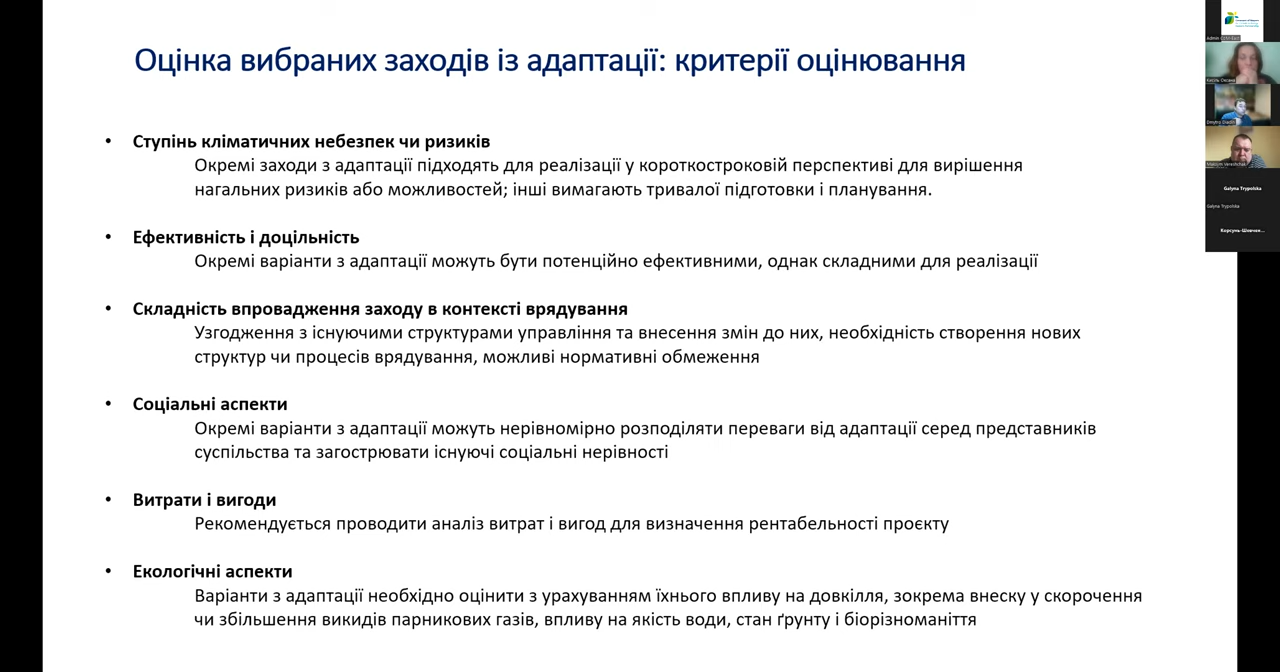 Оцінка вибраних заходів із адаптації: критерії оцінювання
• Ступінь кліматичних небезпек чи ризиків
Окремі заходи з адаптації підходять для реалізації у короткостроковій перспективі для вирішення
нагальних ризиків або можливостей; інші вимагають тривалої підготовки і планування.
• Ефективність і доцільність
Окремі варіанти з адаптації можуть бути потенційно ефективними, однак складними для реалізації
• Складність впровадження заходу в контексті врядування
Узгодження з існуючими структурами управління та внесення змін до них, необхідність створення нових
структур чи процесів врядування, можливі нормативні обмеження
• Соціальні аспекти
Окремі варіанти з адаптації можуть нерівномірно розподіляти переваги від адаптації серед представників
суспільства та загострювати існуючі соціальні нерівності
• Витрати і вигоди
Рекомендується проводити аналіз витрат і вигод для визначення рентабельності проєкту
• Екологічні аспекти
Варіанти з адаптації необхідно оцінити з урахуванням їхнього впливу на довкілля, зокрема внеску у скорочення
чи збільшення викидів парникових газів, впливу на якість води, стан ґрунту і біорізноманіття
Galyna Trypolska
Galyna Trypolska
Корсунь-Шевчен...